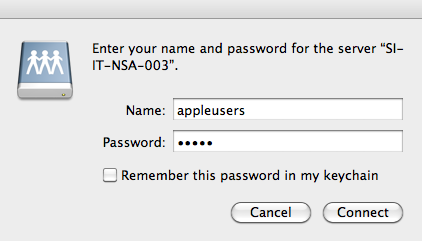 Enter your name and password for the server “SI-
IT-NSA-003”.
Name: appleusers
Password: •••••
Remember this password in my keychain
Cancel Connect